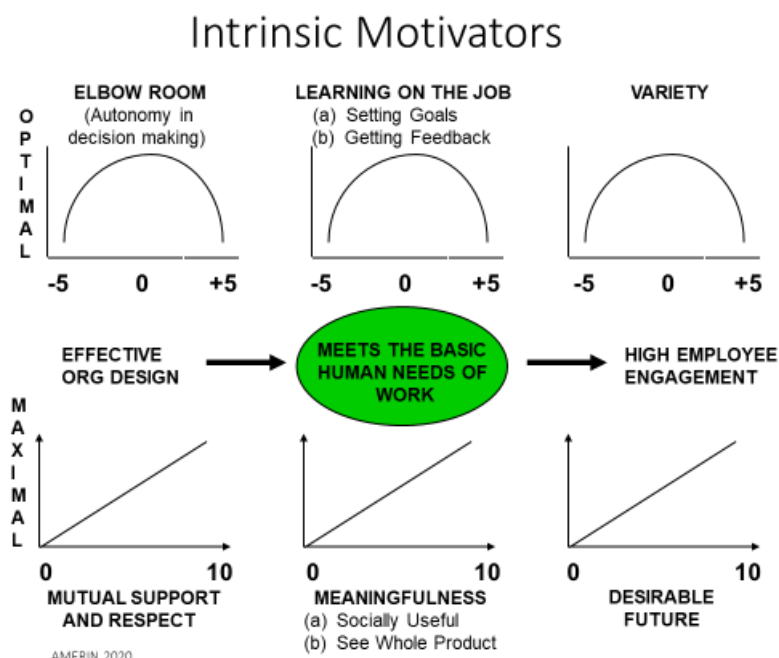 Intrinsic Motivators
ELBOW ROOM
(Autonomy in
decision making)
LEARNING ON THE JOB
(a) Setting Goals
(b) Getting Feedback
VARIETY
OPTIMAL
-5 0 +5
-5 0 +5
-5 0 +5
EFFECTIVE
ORG DESIGN
MEETS THE BASIC
HUMAN NEEDS OF
WORK
HIGH EMPLOYEE
ENGAGEMENT
MAXIMAL
0 10
0 10
0 10
MUTUAL SUPPORT
AND RESPECT
MEANINGFULNESS
(a) Socially Useful
(b) See Whole Product
DESIRABLE
FUTURE
AMERIN 2020